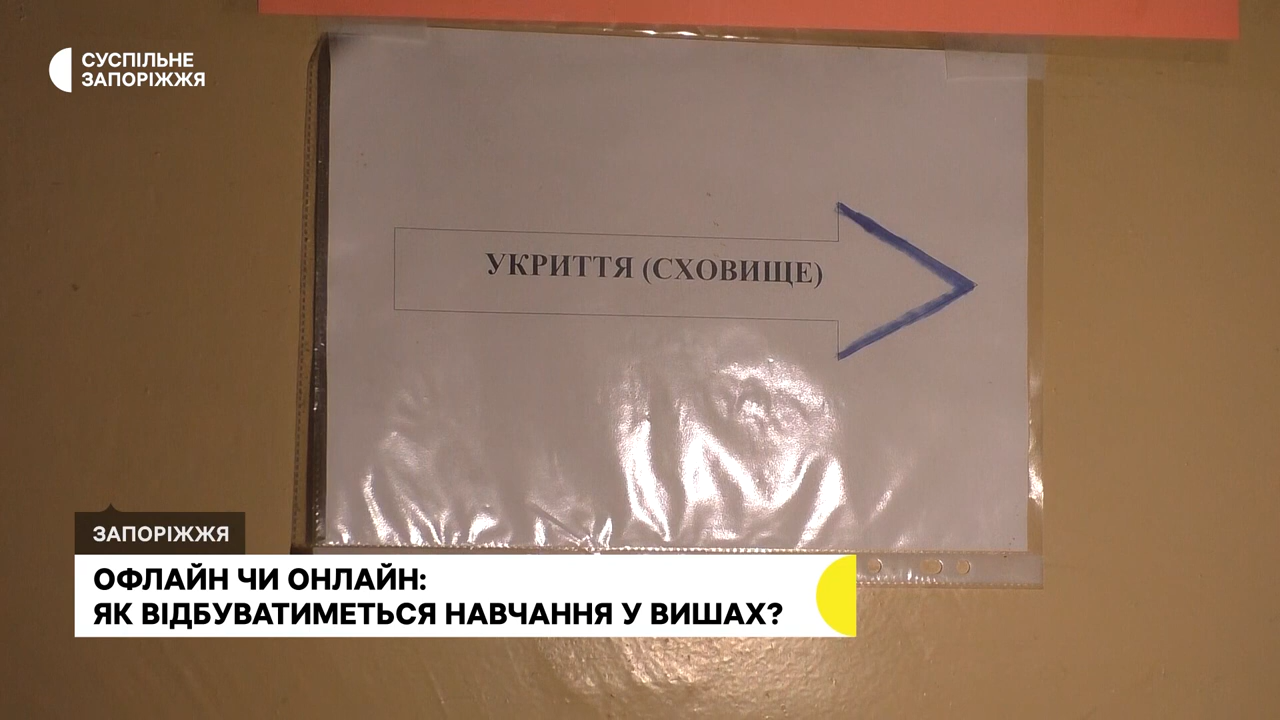 СУСПІЛЬНЕ
ЗАПОРІЖЖЯ
УКРИТТЯ (СХОВИЩЕ)
ЗАПОРІЖЖЯ
ОФЛАЙН ЧИ ОНЛАЙН:
ЯК ВІДБУВАТИМЕТЬСЯ НАВЧАННЯ У ВИШАХ?